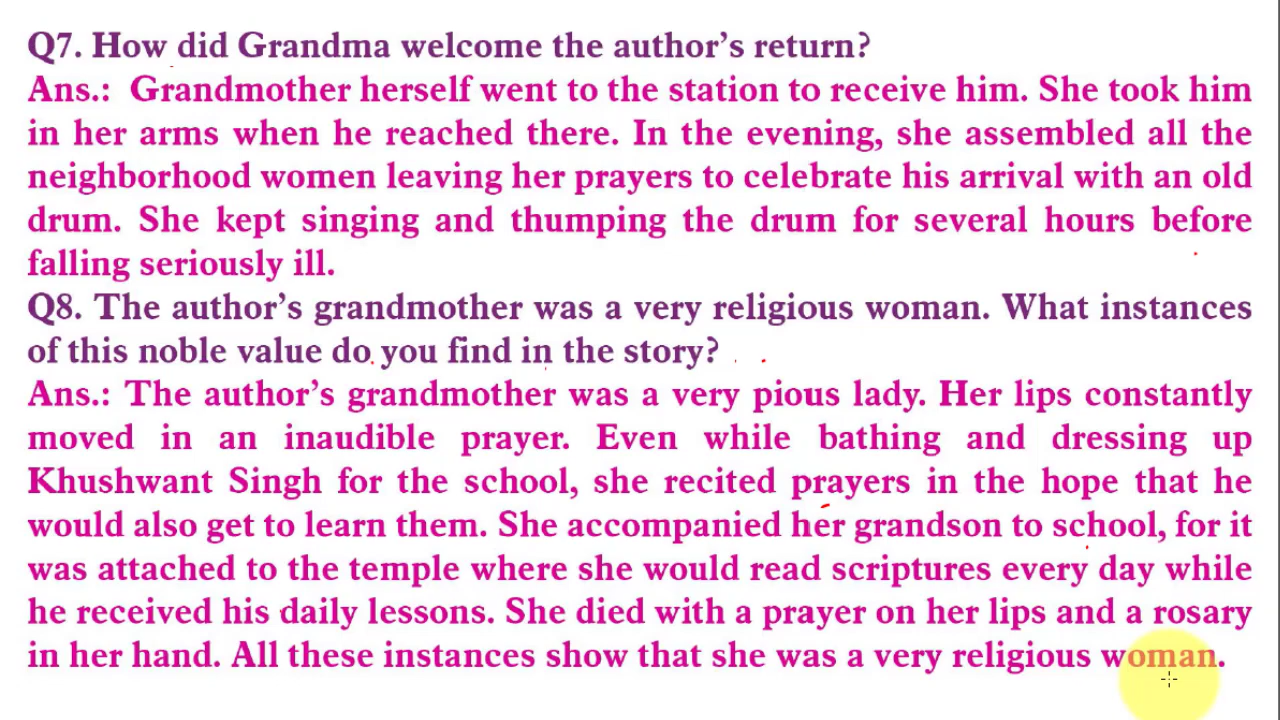 Q7. How did Grandma welcome the author’s return?
Ans.: Grandmother herself went to the station to receive him. She took him
in her arms when he reached there. In the evening, she assembled all the
neighborhood women leaving her prayers to celebrate his arrival with an old
drum. She kept singing and thumping the drum for several hours before
falling seriously ill.
Q8. The author’s grandmother was a very religious woman. What instances
of this noble value do you find in the story?
Ans.: The author’s grandmother was a very pious lady. Her lips constantly
moved in an inaudible prayer. Even while bathing and dressing up
Khushwant Singh for the school, she recited prayers in the hope that he
would also get to learn them. She accompanied her grandson to school, for it
was attached to the temple where she would read scriptures every day while
he received his daily lessons. She died with a prayer on her lips and a rosary
in her hand. All these instances show that she was a very religious woman.